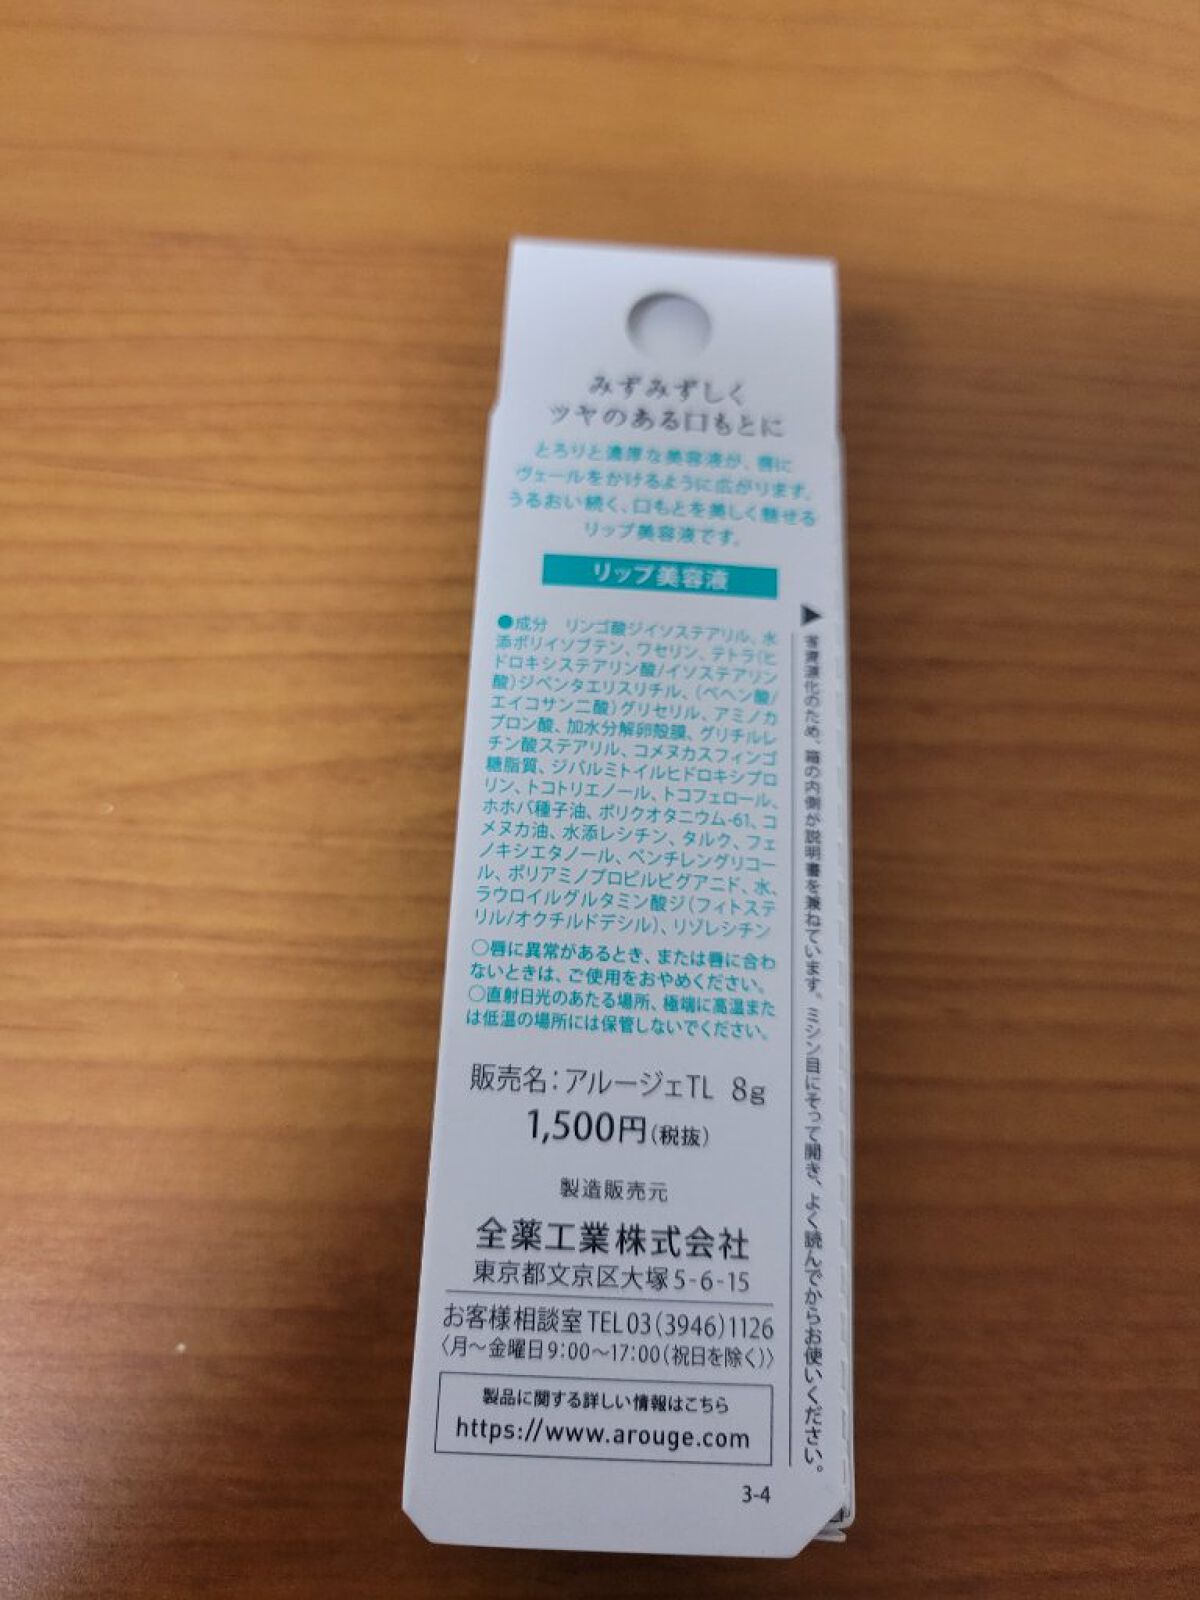 みずみずしく
ツヤのある口もとに
とろりと濃厚な美容液が、唇に
ヴェールをかけるように広がります。
うるおい続く、口もとを美しく魅せる
リップ美容液です。
リップ美容液
●成分 リンゴ酸ジイソステアリル、水
添ポリイソブテン、ワセリン、テトラ(ヒ
ドロキシステアリン酸/イソステアリン
酸)ジペンタエリスリチル、(ベヘン酸/
エイコサン二酸)グリセリル、アミノカ
プロン酸、加水分解卵殻膜、グリチルレ
チン酸ステアリル、コメヌカスフィンゴ
糖脂質、ジパルミトイルヒドロキシプロ
リン、トコトリエノール、トコフェロール、
ホホバ種子油、ポリクオタニウム-61、コ
メヌカ油、水添レシチン、タルク、フェ
ノキシエタノール、ペンチレングリコー
ル、ポリアミノプロピルビグアニド、水、
ラウロイルグルタミン酸ジ(フィトステ
リル/オクチルドデシル)、リゾレシチン
○唇に異常があるとき、または唇に合わ
ないときは、ご使用をおやめください。
○直射日光のあたる場所、極端に高温また
は低温の場所には保管しないでください。
販売名:アルージェTL 8g
1,500円(税抜)
製造販売元
全薬工業株式会社
東京都文京区大塚5-6-15
お客様相談室 TEL 03(3946)1126
〈月～金曜日9:00～17:00(祝日を除く)〉
製品に関する詳しい情報はこちら
https://www.arouge.com
3-4
▶省資源化のため、箱の内側が説明書を兼ねています。ミシン目にそって開き、よく読んでからお使いください。